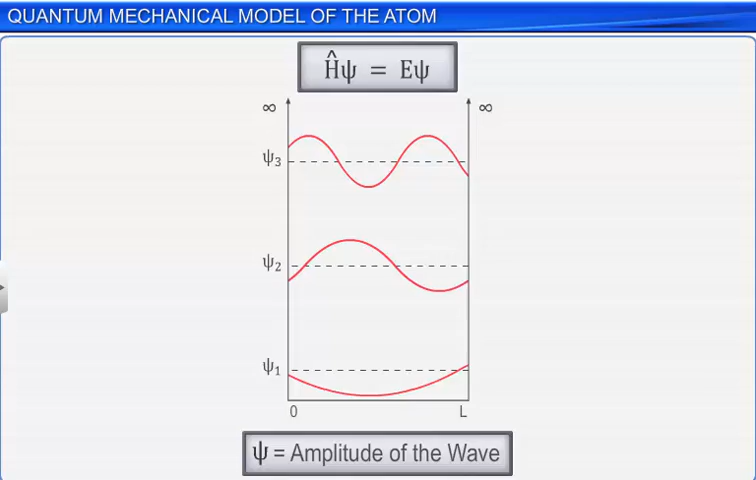 QUANTUM MECHANICAL MODEL OF THE ATOM
Ĥψ = Eψ
∞ ∞
ψ3
ψ2
ψ1
0 L
ψ = Amplitude of the Wave